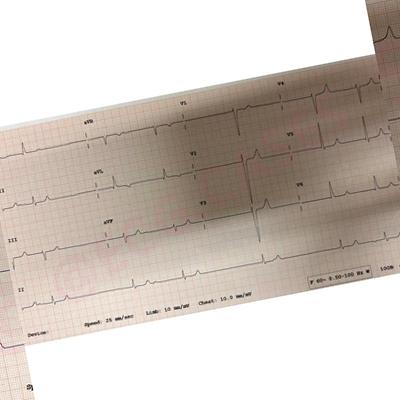 aVR V1 V4
II aVL V2 V5
III aVF V3 V6
II
Device: Speed: 25 mm/sec Limb: 10 mm/mV Chest: 10.0 mm/mV
F 60~ 0.50-100 Hz W 100B